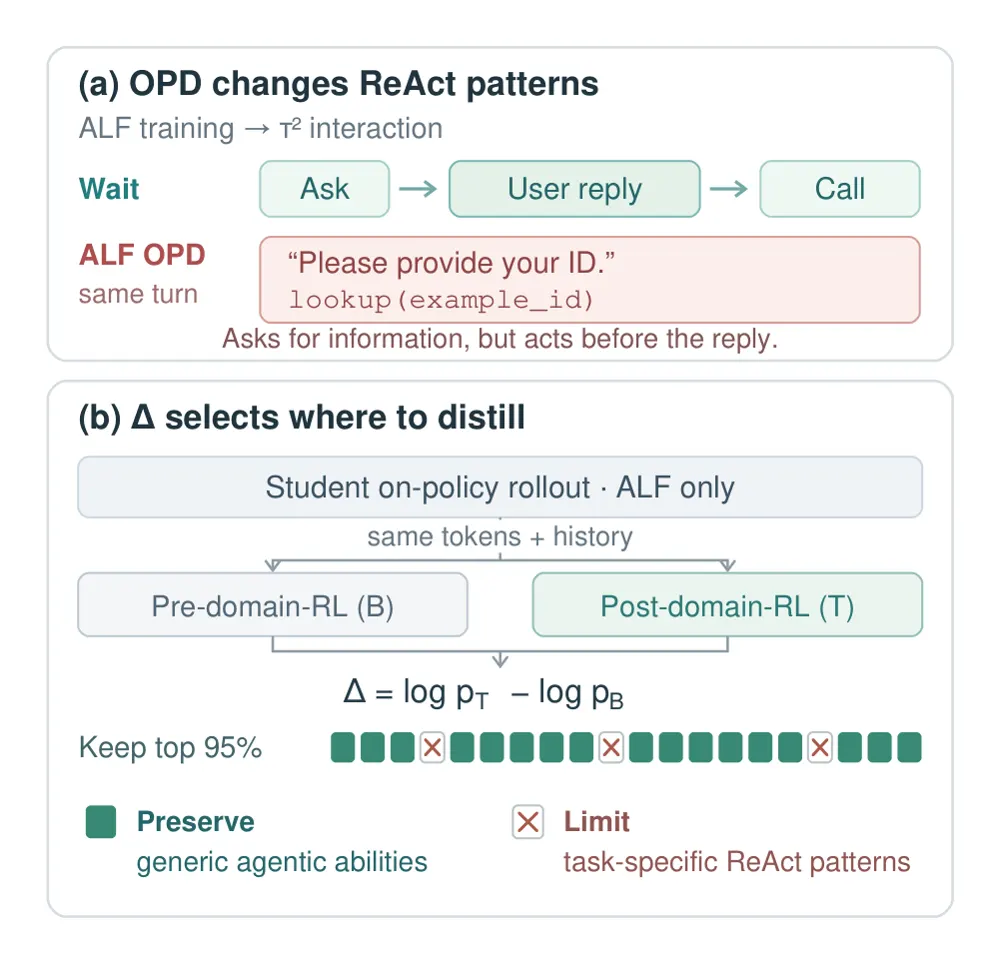 (a) OPD changes ReAct patterns
ALF training → τ² interaction
Wait
Ask → User reply → Call
ALF OPD
same turn
“Please provide your ID.”
lookup(example_id)
Asks for information, but acts before the reply.
(b) Δ selects where to distill
Student on-policy rollout · ALF only
same tokens + history
Pre-domain-RL (B)
Post-domain-RL (T)
Δ = log p_T − log p_B
Keep top 95%
Preserve
generic agentic abilities
Limit
task-specific ReAct patterns